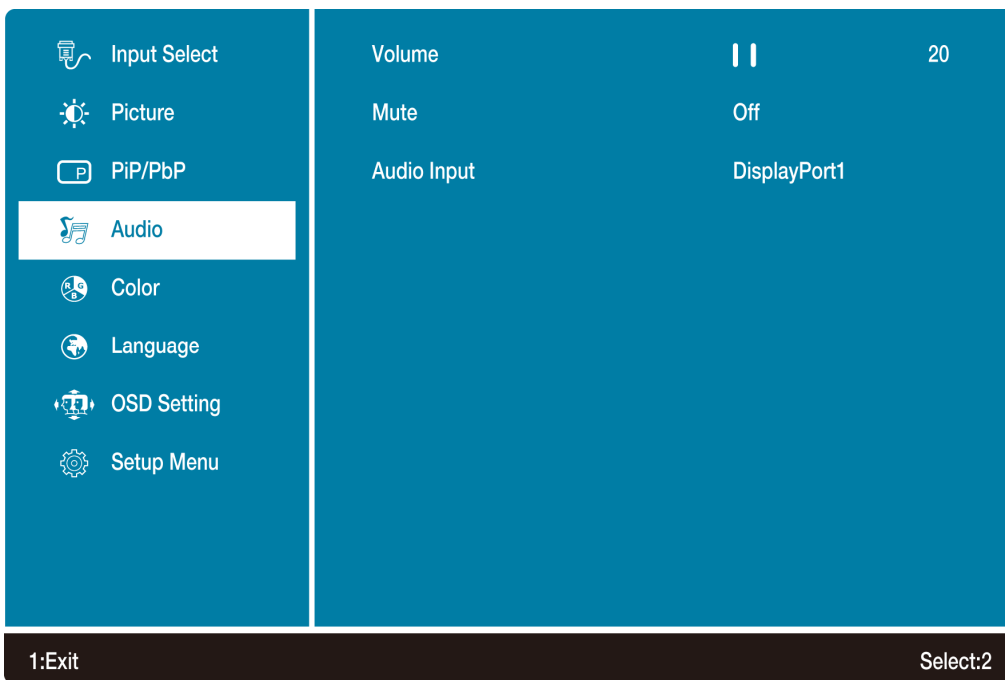 Input Select
Picture
P PiP/PbP
Audio
R G B Color
Language
OSD Setting
Setup Menu
Volume 20
Mute Off
Audio Input DisplayPort1
1:Exit Select:2